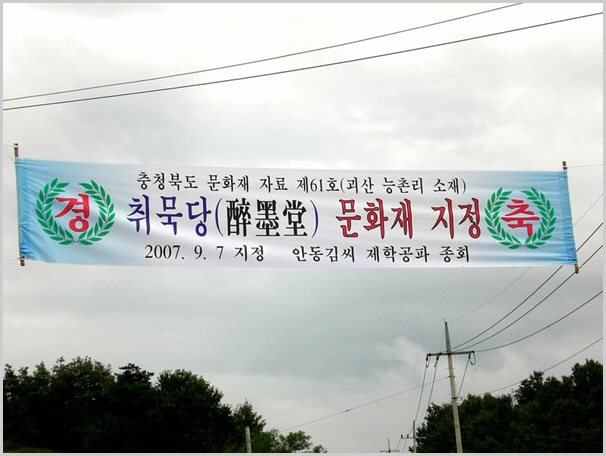 충청북도 문화재 자료 제61호(괴산 능촌리 소재)
경 취묵당(醉墨堂) 문화재 지정 축
2007. 9. 7 지정 안동김씨 제학공파 종회